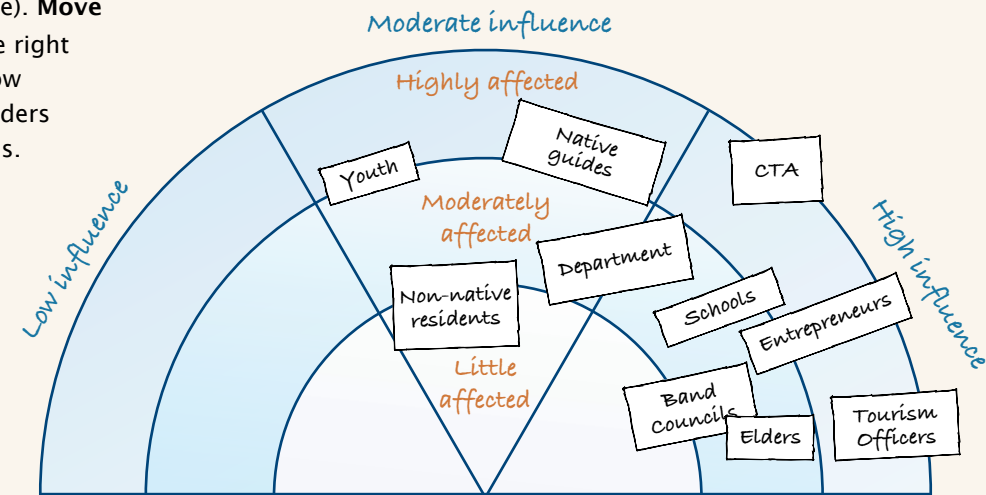 e). Move
e right
ow
ders
s.
Moderate influence
Highly affected
Native
guides
Youth
CTA
Low influence
Moderately
affected
High influence
Department
Non-native
residents
Schools
Entrepreneurs
Little
affected
Band
Councils
Elders
Tourism
Officers